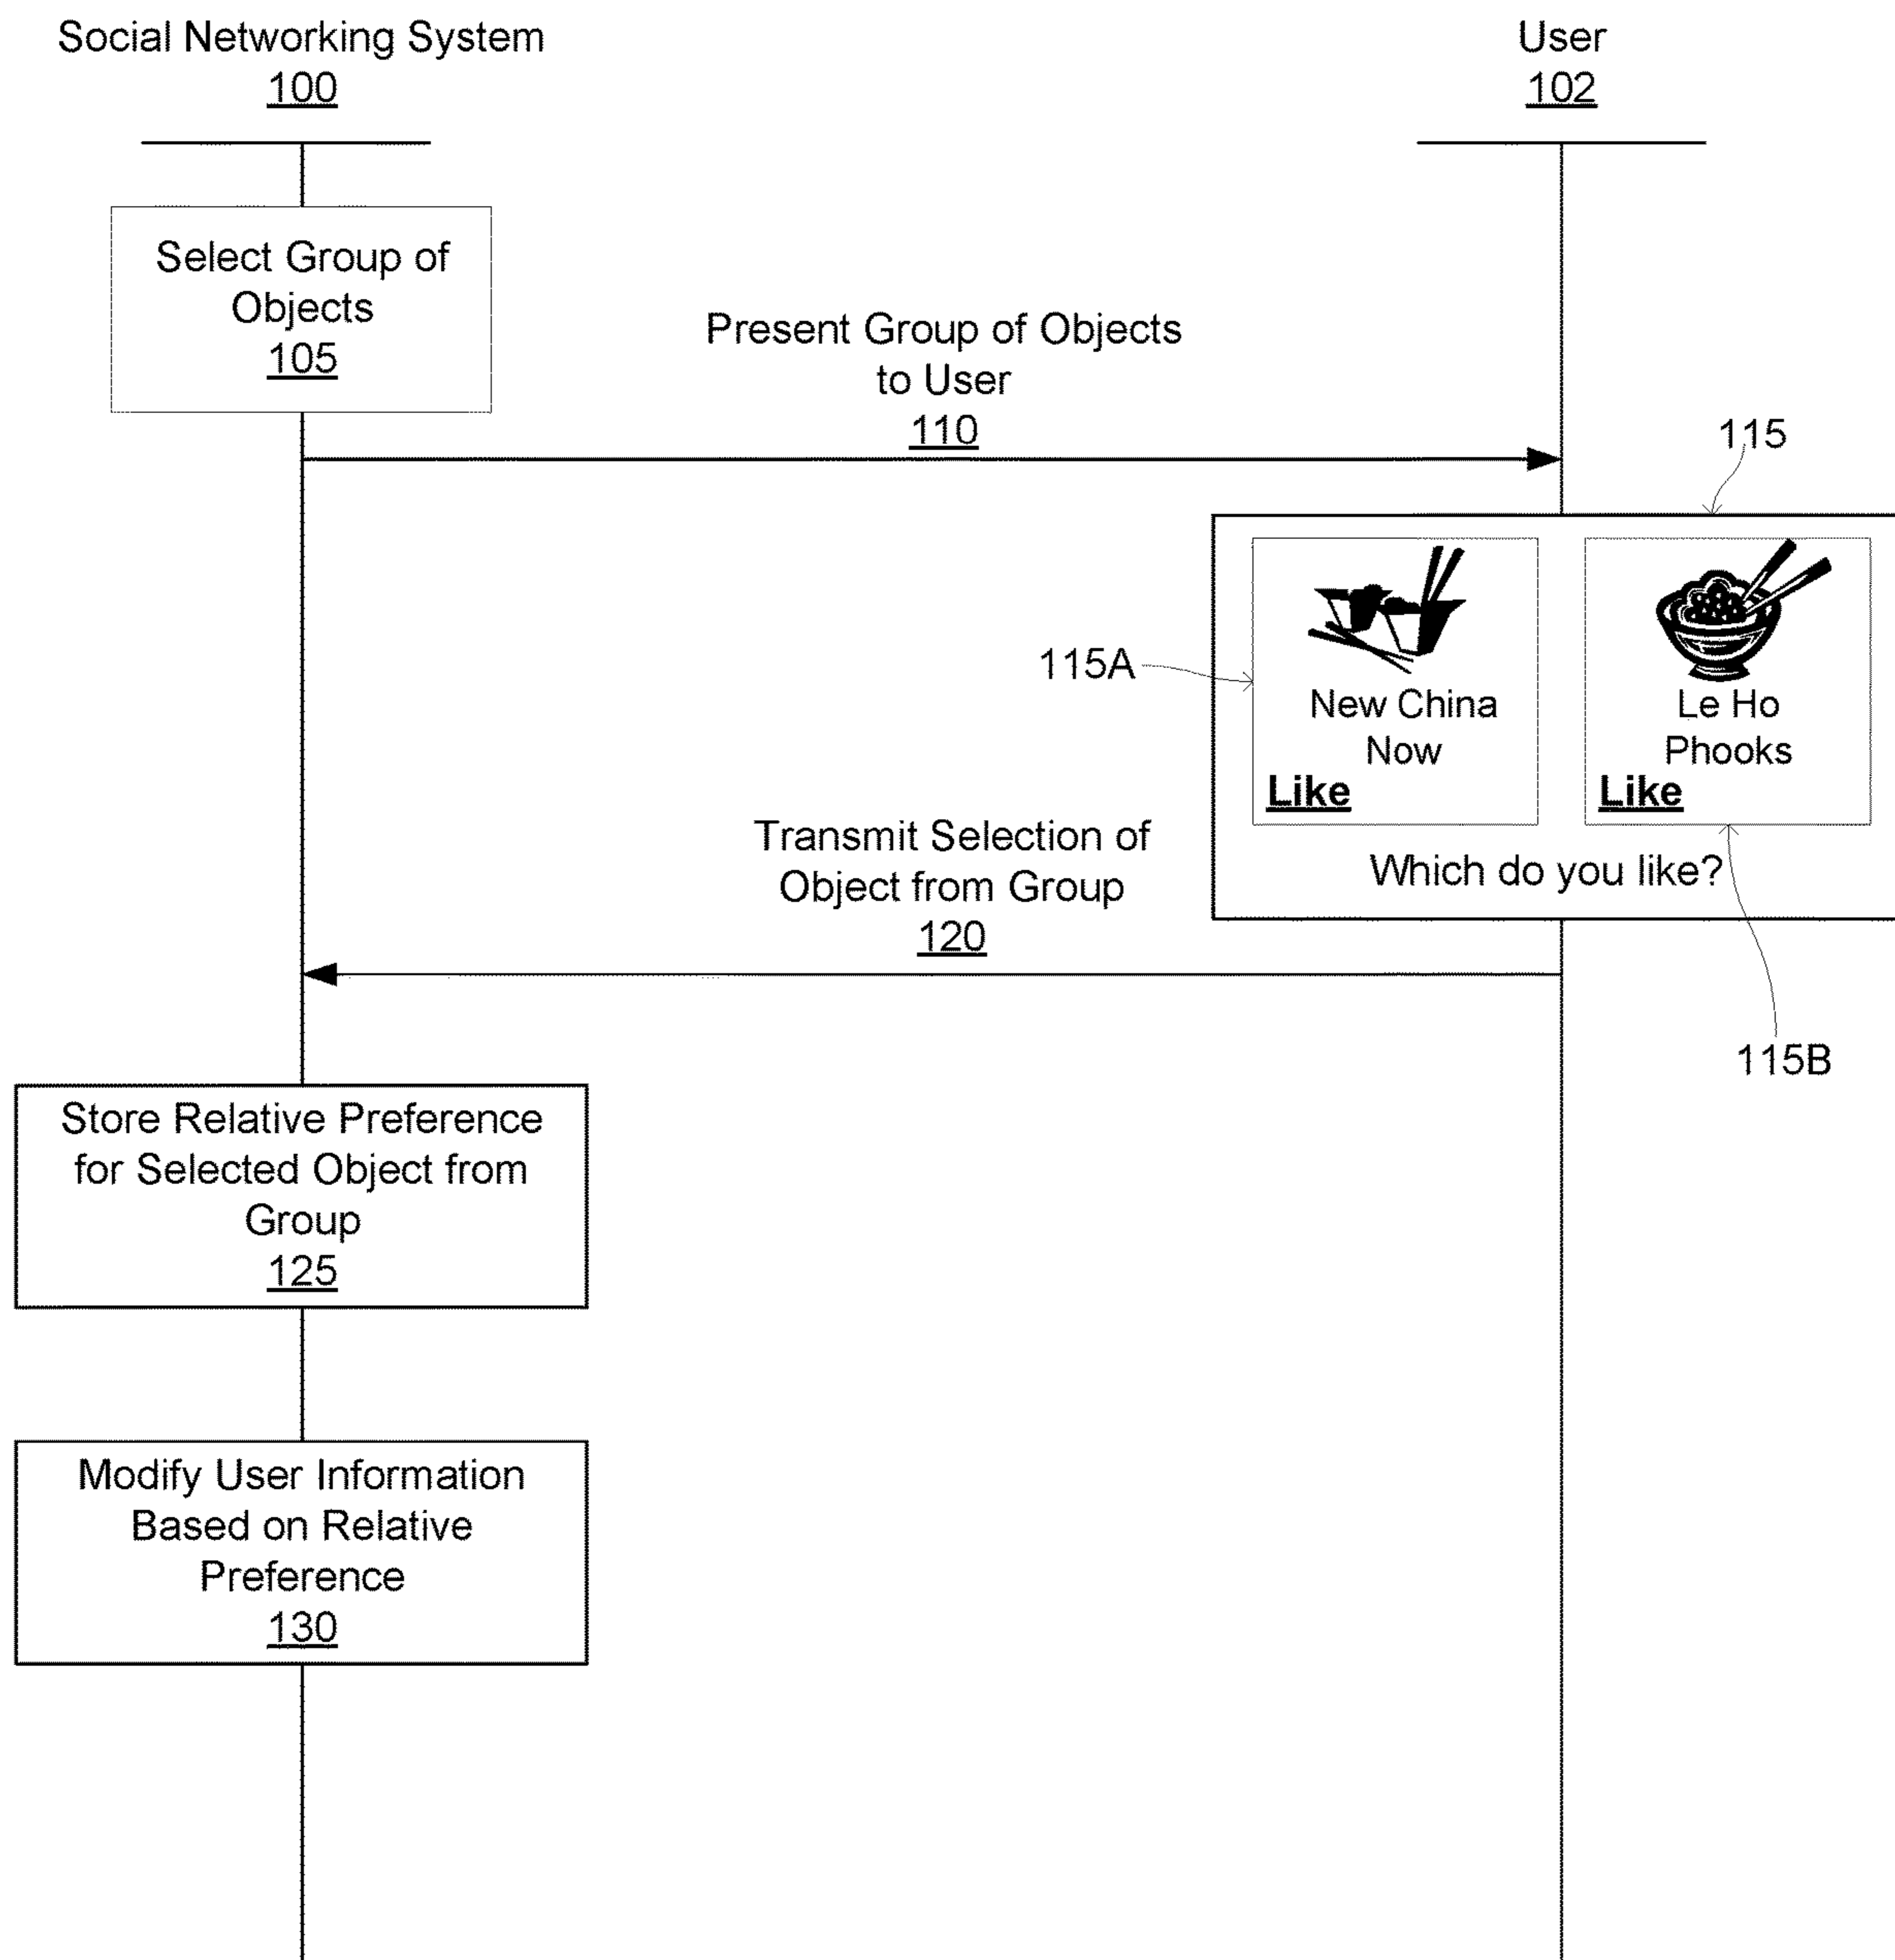 Social Networking System
100
User
102
Select Group of
Objects
105
Present Group of Objects
to User
110
115
115A
New China
Now
Like
Le Ho
Phooks
Like
Which do you like?
115B
Transmit Selection of
Object from Group
120
Store Relative Preference
for Selected Object from
Group
125
Modify User Information
Based on Relative
Preference
130